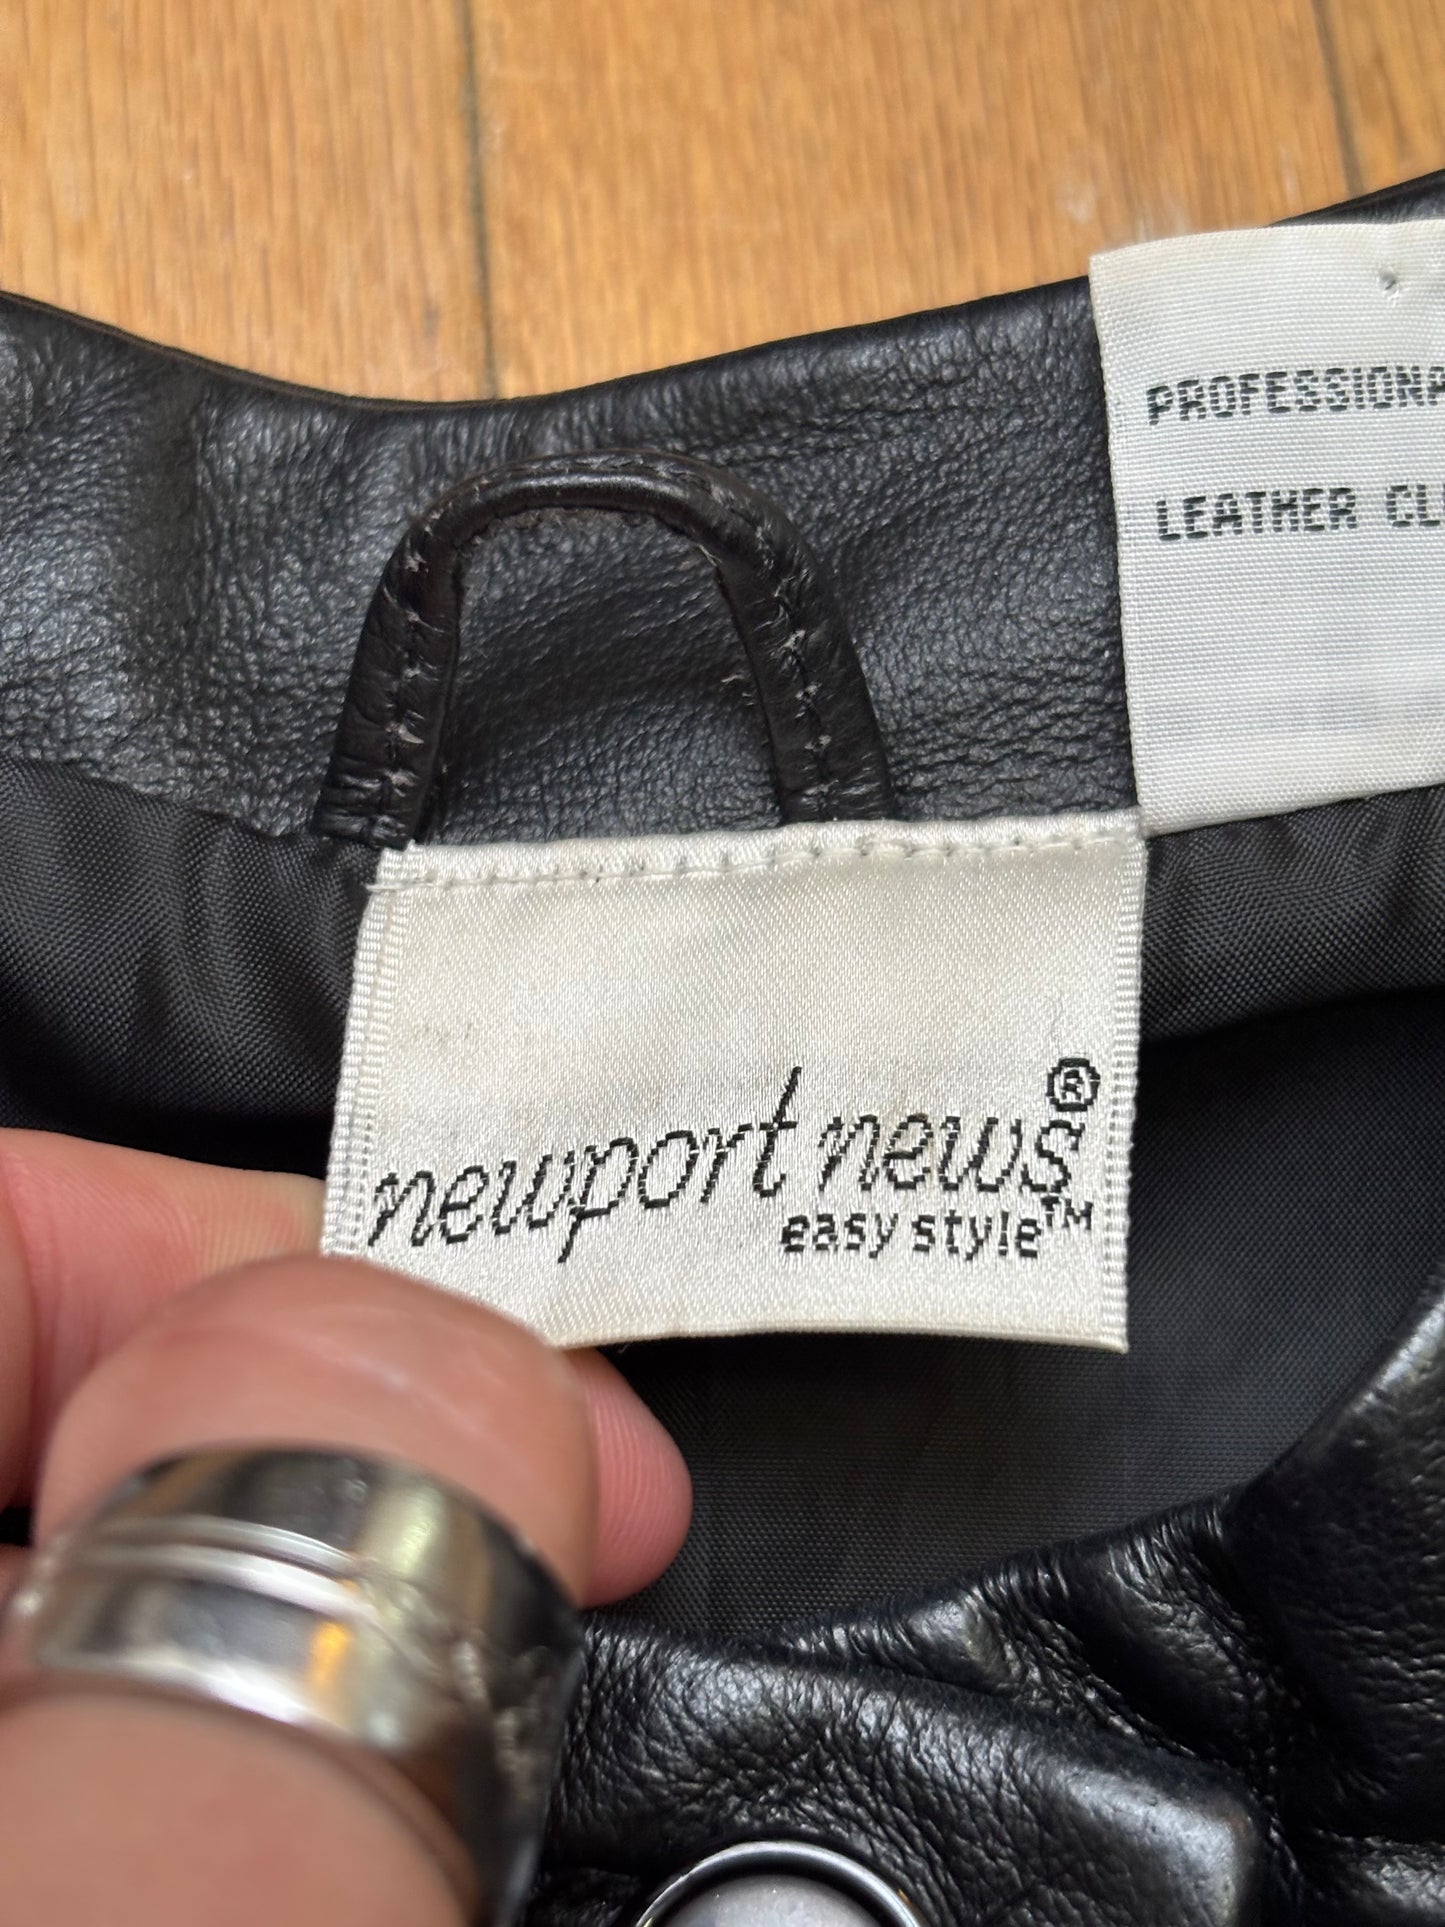 PROFESSIONA
LEATHER CL
newport news®
easy style™